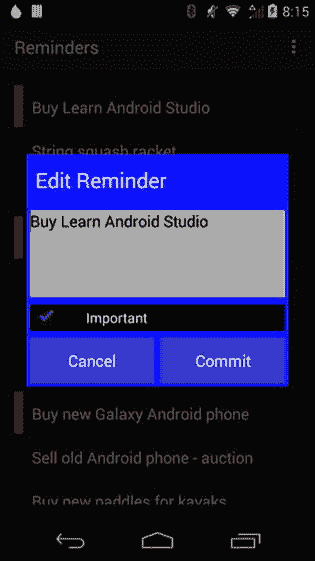 8:15
Reminders
Buy Learn Android Studio
String squash racket
Edit Reminder
Buy Learn Android Studio
Important
Cancel
Commit
Buy new Galaxy Android phone
Sell old Android phone - auction
Buy new paddles for kayaks